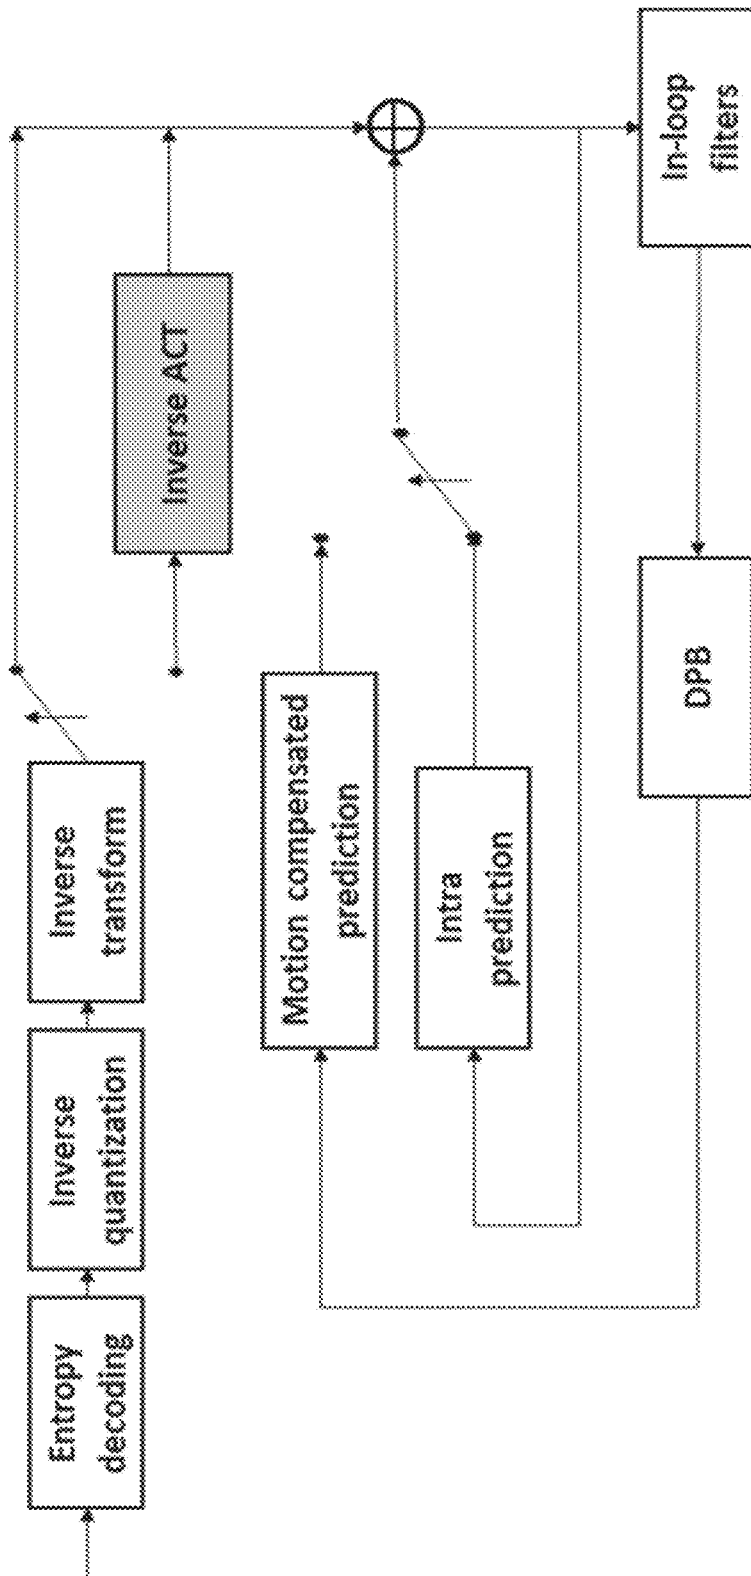 Entropy
decoding
Inverse
quantization
Inverse
transform
Inverse ACT
Motion compensated
prediction
Intra
prediction
DPB
In-loop
filters